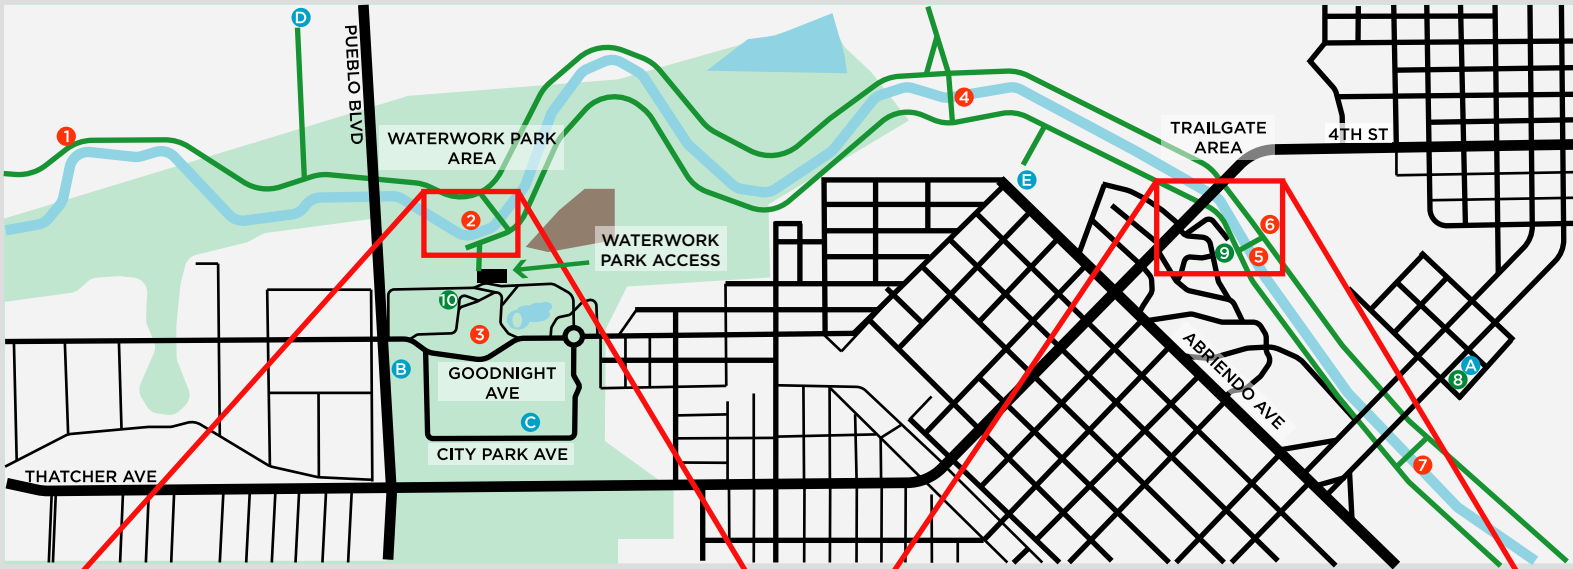 D
PUEBLO BLVD
1
WATERWORK PARK
AREA
4
TRAILGATE
AREA
4TH ST
E
2
WATERWORK
PARK ACCESS
6
9
5
10
3
B
GOODNIGHT
AVE
ABRIENDO AVE
A
8
C
CITY PARK AVE
7
THATCHER AVE